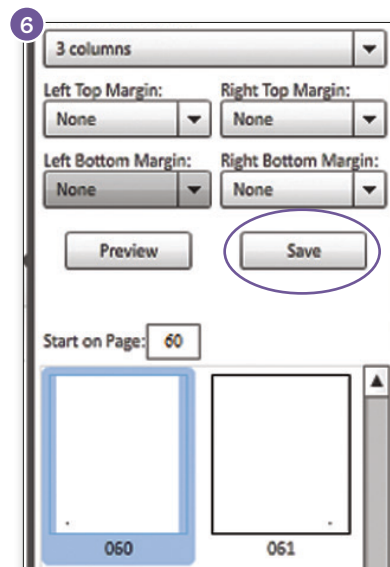 6
3 columns
Left Top Margin: Right Top Margin:
None None
Left Bottom Margin: Right Bottom Margin:
None None
Preview Save
Start on Page: 60
060 061